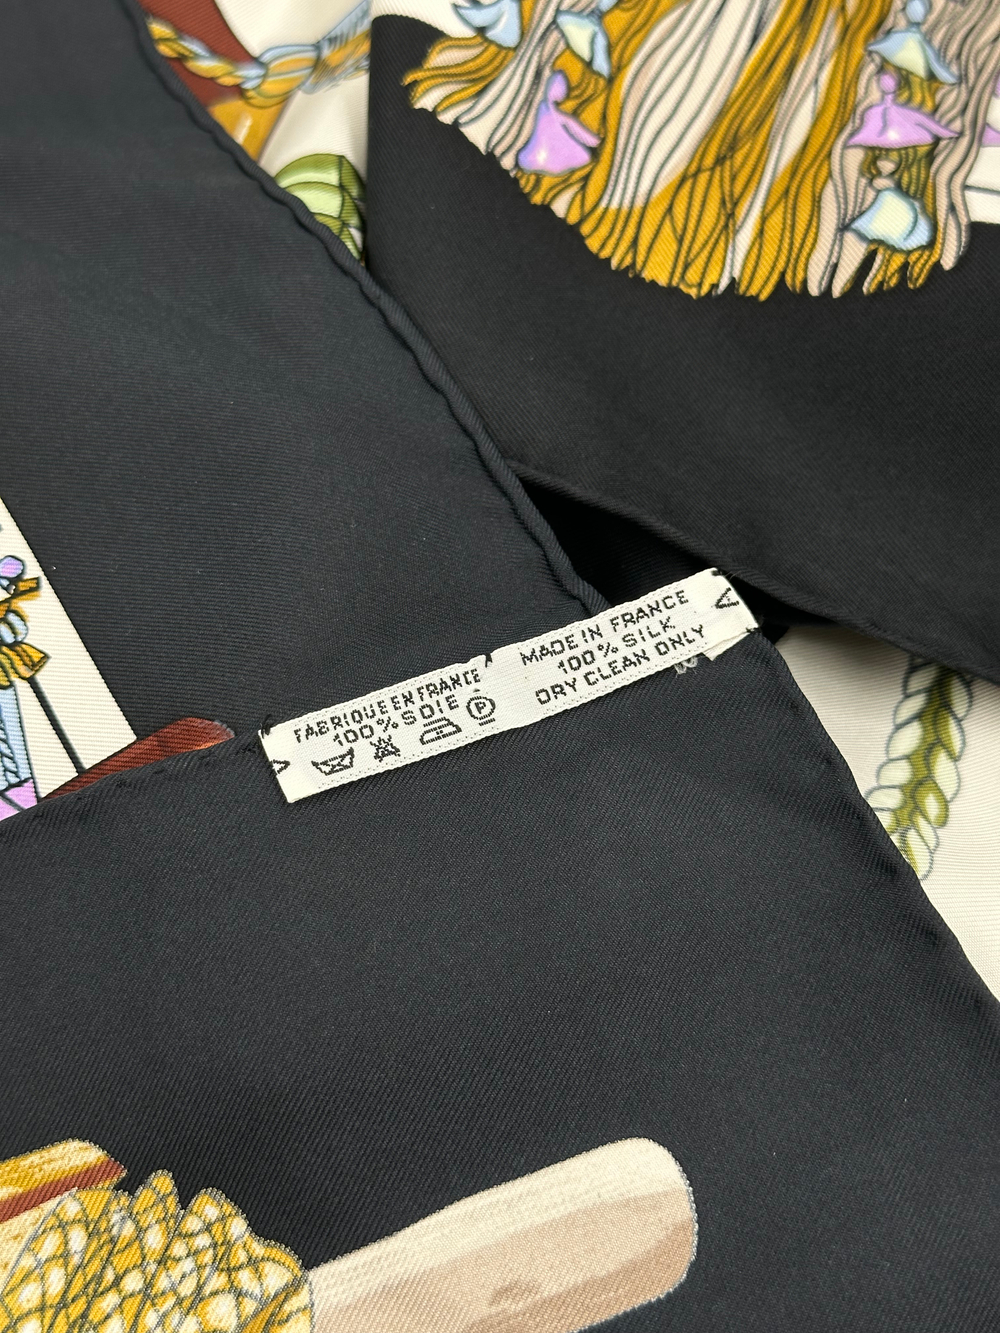 FABRIQUE EN FRANCE
100% SOIE
P
MADE IN FRANCE
100% SILK
DRY CLEAN ONLY